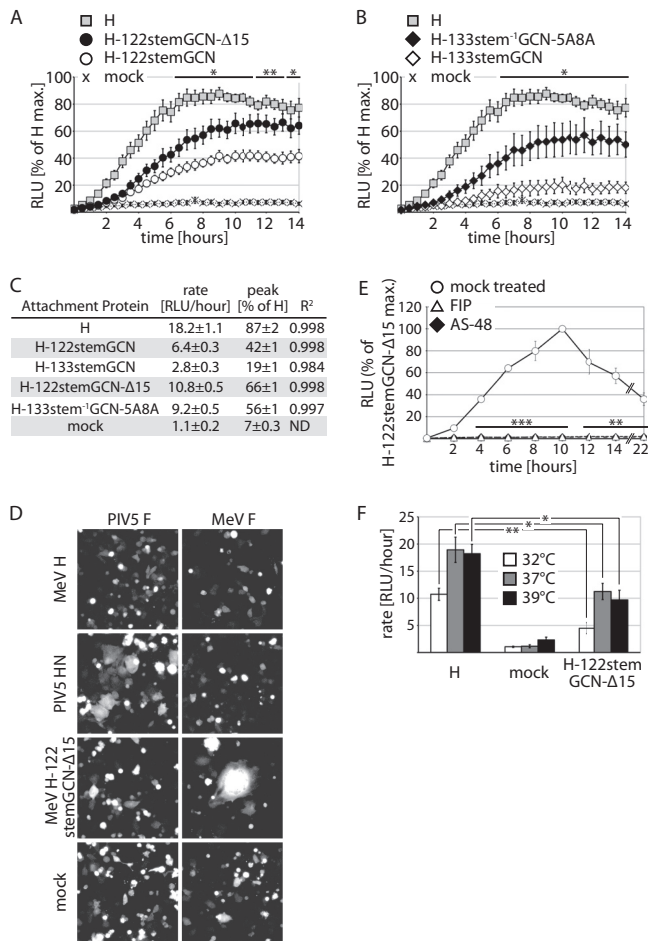 A
H
H-122stemGCN-Δ15
H-122stemGCN
mock
* ** *
RLU [% of H max.]
100
80
60
40
20
2 4 6 8 10 12 14
time [hours]
B
H
H-133stem⁻¹GCN-5A8A
H-133stemGCN
mock
*
RLU [% of H max.]
100
80
60
40
20
2 4 6 8 10 12 14
time [hours]
C
Attachment Protein rate [RLU/hour] peak [% of H] R²
H 18.2±1.1 87±2 0.998
H-122stemGCN 6.4±0.3 42±1 0.998
H-133stemGCN 2.8±0.3 19±1 0.984
H-122stemGCN-Δ15 10.8±0.5 66±1 0.998
H-133stem⁻¹GCN-5A8A 9.2±0.5 56±1 0.997
mock 1.1±0.2 7±0.3 ND
E
mock treated
FIP
AS-48
RLU (% of
H-122stemGCN-Δ15 max.)
120
100
80
60
40
20
*** **
0 2 4 6 8 10 12 14 22
time [hours]
D
PIV5 F MeV F
MeV H
PIV5 HN
MeV H-122
stemGCN-Δ15
mock
F
*
*
**
rate [RLU/hour]
25
20
15
10
5
32°C
37°C
39°C
H mock H-122stem
GCN-Δ15